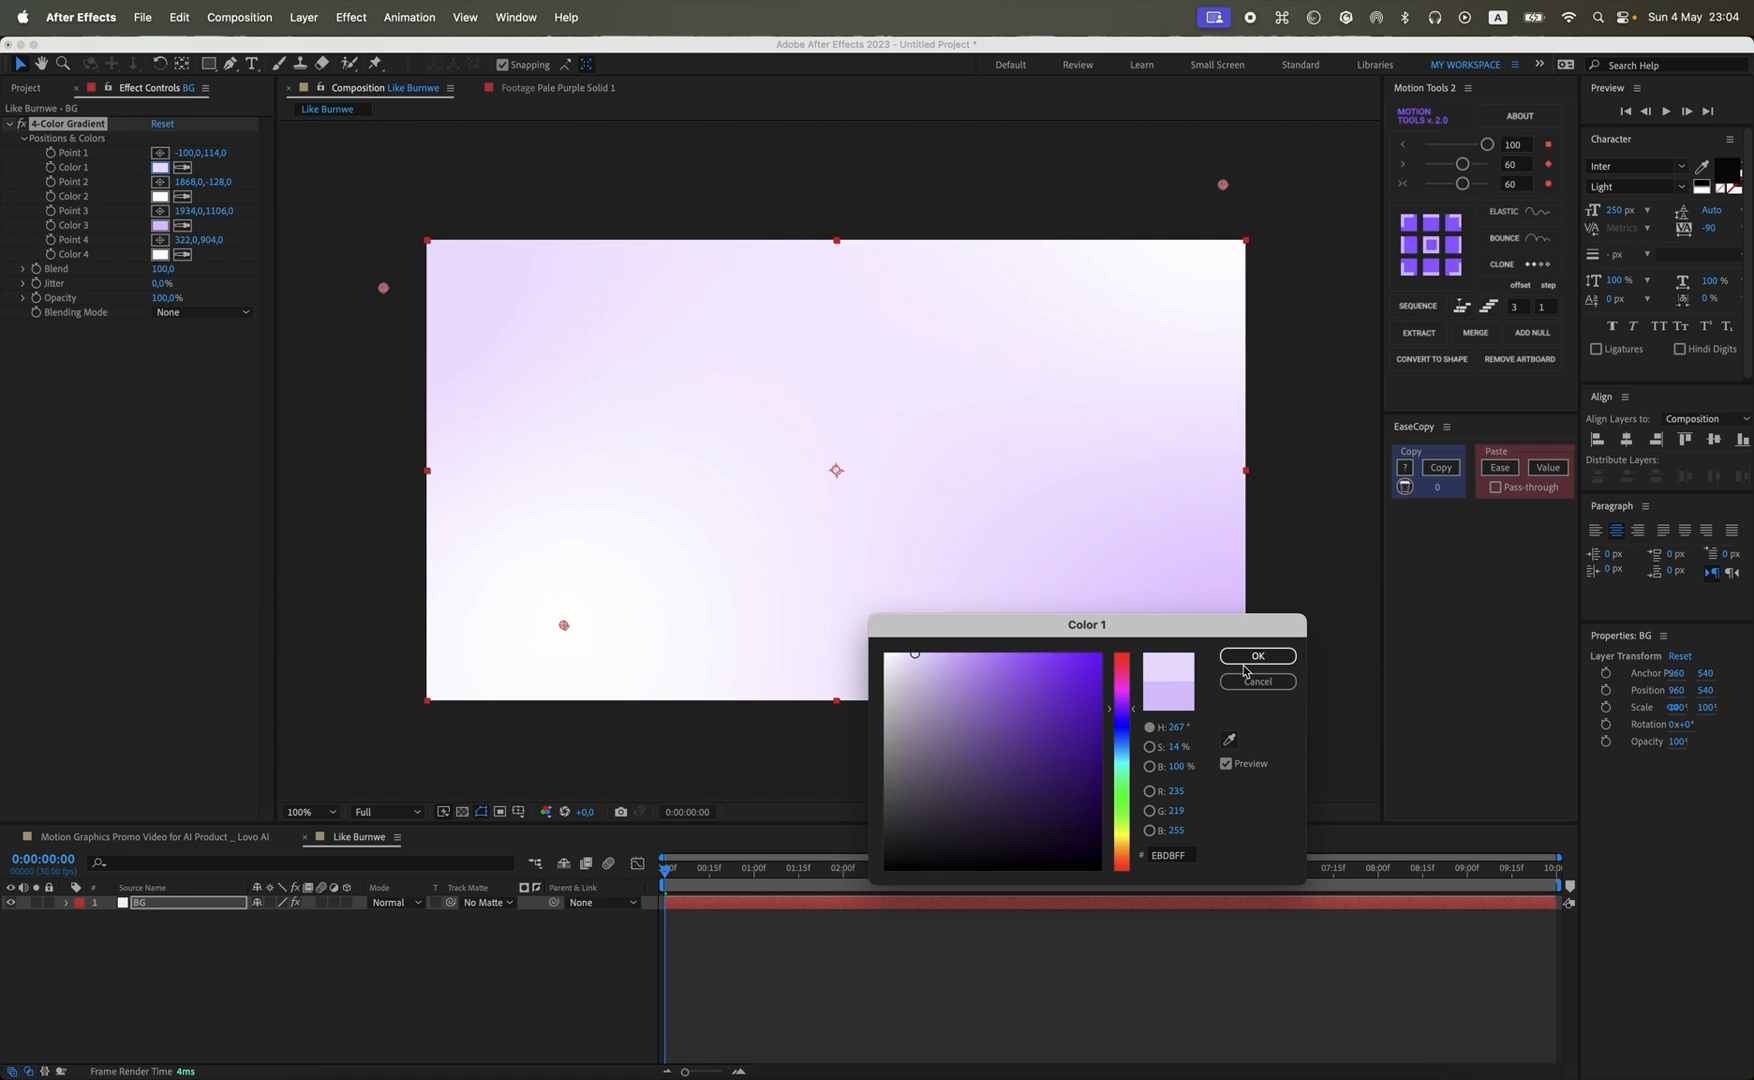 After Effects File Edit Composition Layer Effect Animation View Window Help A Sun 4 May 23:04
Adobe After Effects 2023 - Untitled Project *
Snapping Default Review Learn Small Screen Standard Libraries MY WORKSPACE Search Help
Project Effect Controls BG
Like Burnwe • BG
fx 4-Color Gradient Reset
Positions & Colors
Point 1 -100,0,114,0
Color 1
Point 2 1868,0,-128,0
Color 2
Point 3 1934,0,1106,0
Color 3
Point 4 322,0,904,0
Color 4
Blend 100,0
Jitter 0,0%
Opacity 100,0%
Blending Mode None
Composition Like Burnwe Footage Pale Purple Solid 1
Like Burnwe
100% Full +0,0 0:00:00:00
Color 1
OK
Cancel
H: 267 °
S: 14 %
B: 100 %
Preview
R: 235
G: 219
B: 255
# EBDBFF
Motion Tools 2
MOTION TOOLS v. 2.0 ABOUT
100
60
60
ELASTIC
BOUNCE
CLONE
offset step
SEQUENCE 3 1
EXTRACT MERGE ADD NULL
CONVERT TO SHAPE REMOVE ARTBOARD
EaseCopy
Copy Paste
? Copy Ease Value
0 Pass-through
Preview
Character
Inter
Light
250 px Auto
Metrics -90
- px
100 % 100 %
0 px 0 %
T T TT Tt T¹ T₁
Ligatures Hindi Digits
Align
Align Layers to: Composition
Distribute Layers:
Paragraph
0 px 0 px 0 px
0 px 0 px
Properties: BG
Layer Transform Reset
Anchor P 960 540
Position 960 540
Scale 100% 100%
Rotation 0x+0°
Opacity 100%
Motion Graphics Promo Video for AI Product _ Lovo AI Like Burnwe
0:00:00:00
00000 (30.00 fps)
# Source Name Mode T Track Matte Parent & Link
1 BG Normal No Matte None
00:15f 01:00f 01:15f 02:00f 07:15f 08:00f 08:15f 09:00f 09:15f 10:0
Frame Render Time 4ms